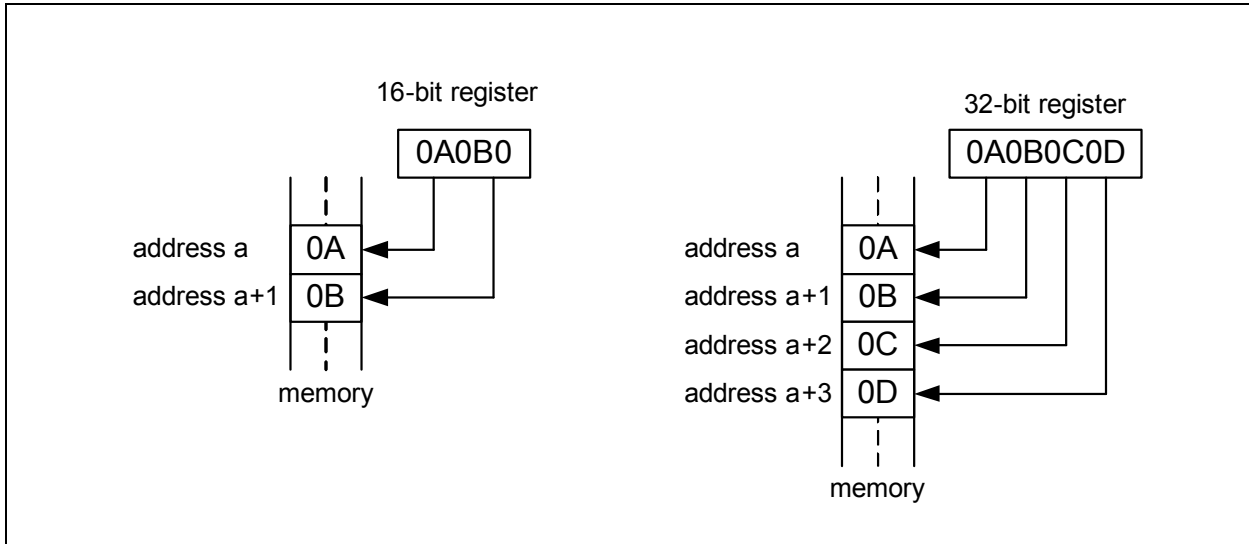 16-bit register
0A0B0
address a
0A
address a+1
0B
memory
32-bit register
0A0B0C0D
address a
0A
address a+1
0B
address a+2
0C
address a+3
0D
memory